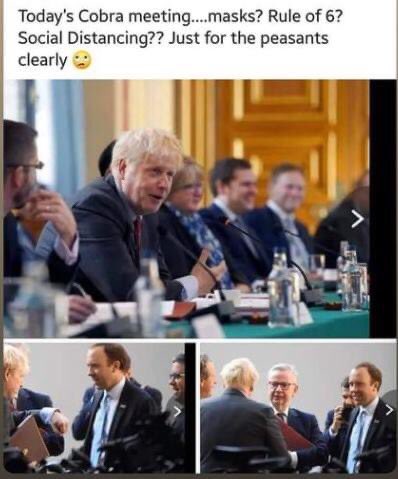 Today's Cobra meeting....masks? Rule of 6?
Social Distancing?? Just for the peasants
clearly 🙄